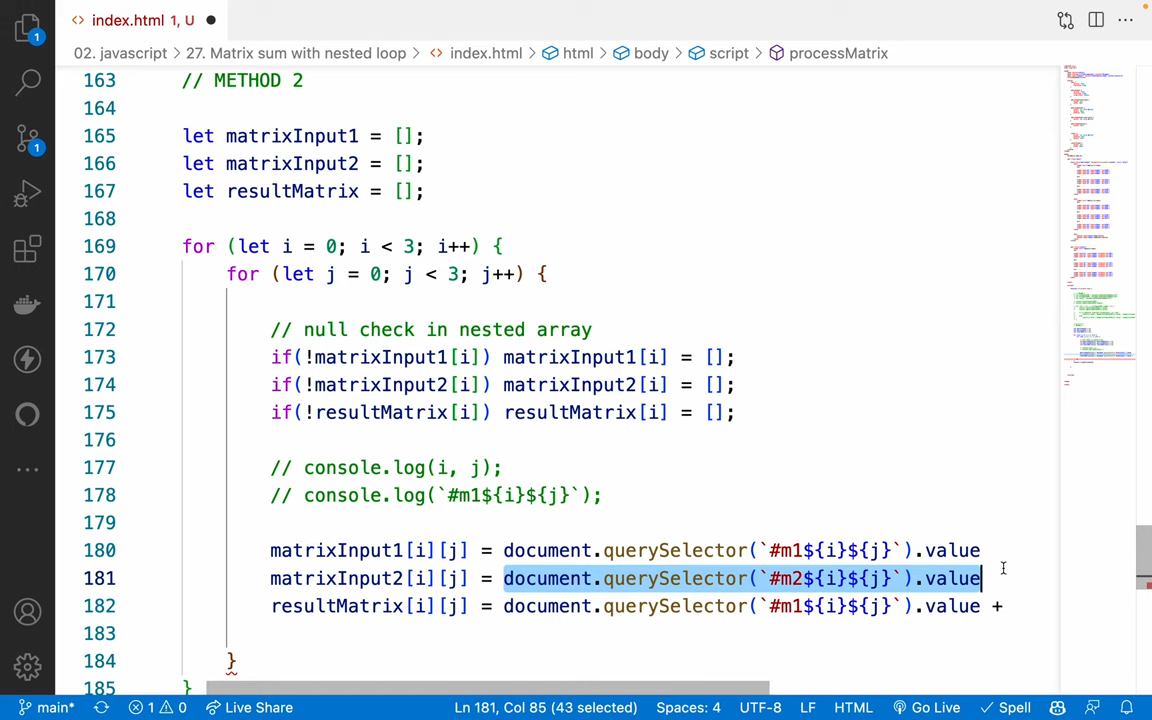 index.html 1, U
02. javascript > 27. Matrix sum with nested loop > index.html > html > body > script > processMatrix
163 // METHOD 2
164
165 let matrixInput1 = [];
166 let matrixInput2 = [];
167 let resultMatrix = [];
168
169 for (let i = 0; i < 3; i++) {
170 for (let j = 0; j < 3; j++) {
171
172 // null check in nested array
173 if(!matrixInput1[i]) matrixInput1[i] = [];
174 if(!matrixInput2[i]) matrixInput2[i] = [];
175 if(!resultMatrix[i]) resultMatrix[i] = [];
176
177 // console.log(i, j);
178 // console.log(`#m1${i}${j}`);
179
180 matrixInput1[i][j] = document.querySelector(`#m1${i}${j}`).value
181 matrixInput2[i][j] = document.querySelector(`#m2${i}${j}`).value
182 resultMatrix[i][j] = document.querySelector(`#m1${i}${j}`).value +
183
184 }
185 }
1
1
main* 1 0 Live Share Ln 181, Col 85 (43 selected) Spaces: 4 UTF-8 LF HTML Go Live Spell